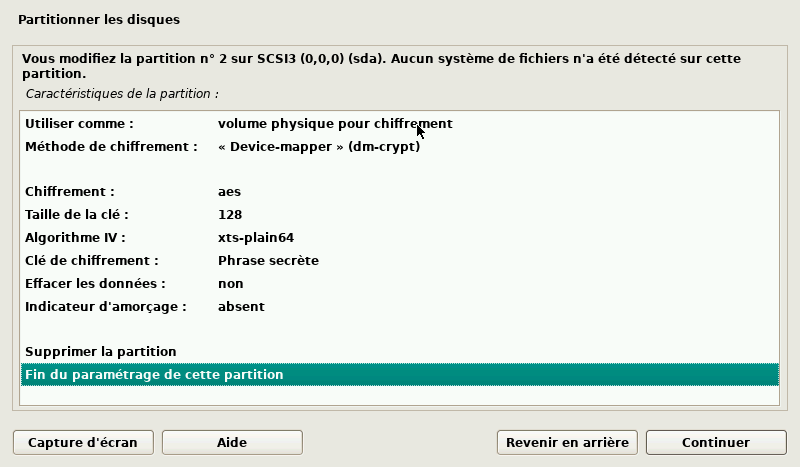 Partitionner les disques
Vous modifiez la partition n° 2 sur SCSI3 (0,0,0) (sda). Aucun système de fichiers n'a été détecté sur cette
partition.
Caractéristiques de la partition :
Utiliser comme : volume physique pour chiffrement
Méthode de chiffrement : « Device-mapper » (dm-crypt)
Chiffrement : aes
Taille de la clé : 128
Algorithme IV : xts-plain64
Clé de chiffrement : Phrase secrète
Effacer les données : non
Indicateur d'amorçage : absent
Supprimer la partition
Fin du paramétrage de cette partition
Capture d'écran Aide Revenir en arrière Continuer